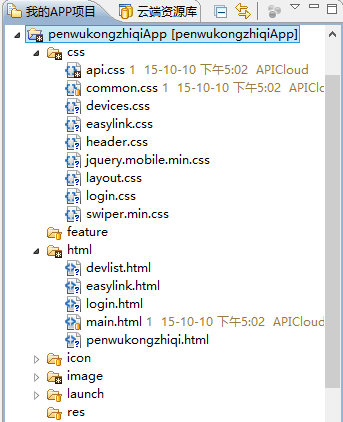 我的APP项目 云端资源库
penwukongzhiqiApp [penwukongzhiqiApp]
css
api.css 1 15-10-10 下午5:02 APICloud
common.css 1 15-10-10 下午5:02 APIClo
devices.css
easylink.css
header.css
jquery.mobile.min.css
layout.css
login.css
swiper.min.css
feature
html
devlist.html
easylink.html
login.html
main.html 1 15-10-10 下午5:02 APICloud
penwukongzhiqi.html
icon
image
launch
res